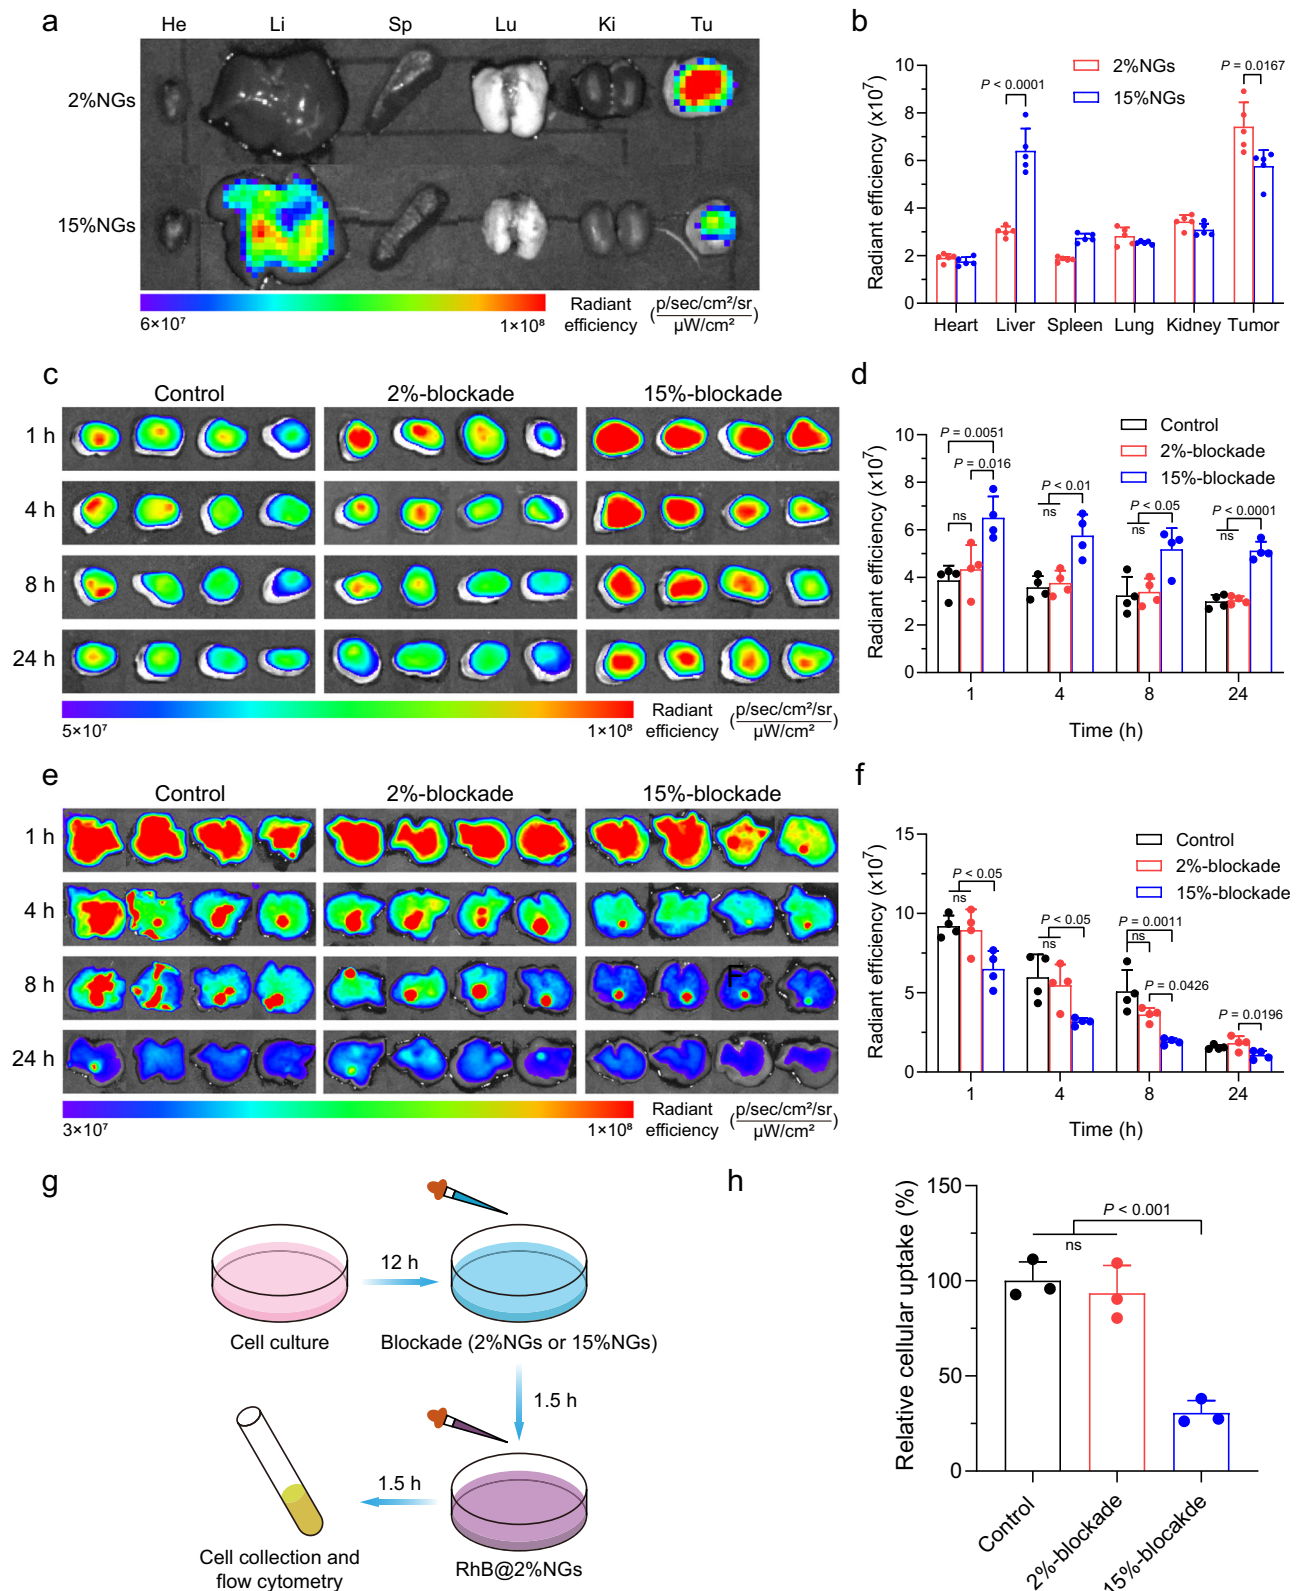 a
He Li Sp Lu Ki Tu
2%NGs
15%NGs
6×10⁷
1×10⁸
Radiant efficiency (p/sec/cm²/sr / µW/cm²)
b
Radiant efficiency (x10⁷)
10
8
6
4
2
0
2%NGs
15%NGs
P < 0.0001
P = 0.0167
Heart Liver Spleen Lung Kidney Tumor
c
Control 2%-blockade 15%-blockade
1 h
4 h
8 h
24 h
5×10⁷
1×10⁸
Radiant efficiency (p/sec/cm²/sr / µW/cm²)
d
Radiant efficiency (x10⁷)
10
8
6
4
2
0
Control
2%-blockade
15%-blockade
P = 0.0051
P = 0.016
ns
P < 0.01
ns
P < 0.05
ns
P < 0.0001
ns
1 4 8 24
Time (h)
e
Control 2%-blockade 15%-blockade
1 h
4 h
8 h
F
24 h
3×10⁷
1×10⁸
Radiant efficiency (p/sec/cm²/sr / µW/cm²)
f
Radiant efficiency (x10⁷)
15
10
5
0
Control
2%-blockade
15%-blockade
P < 0.05
ns
P < 0.05
ns
P = 0.0011
ns
P = 0.0426
P = 0.0196
1 4 8 24
Time (h)
g
12 h
Cell culture
Blockade (2%NGs or 15%NGs)
1.5 h
1.5 h
Cell collection and
flow cytometry
RhB@2%NGs
h
Relative cellular uptake (%)
150
100
50
0
P < 0.001
ns
Control
2%-blockade
15%-blocakde